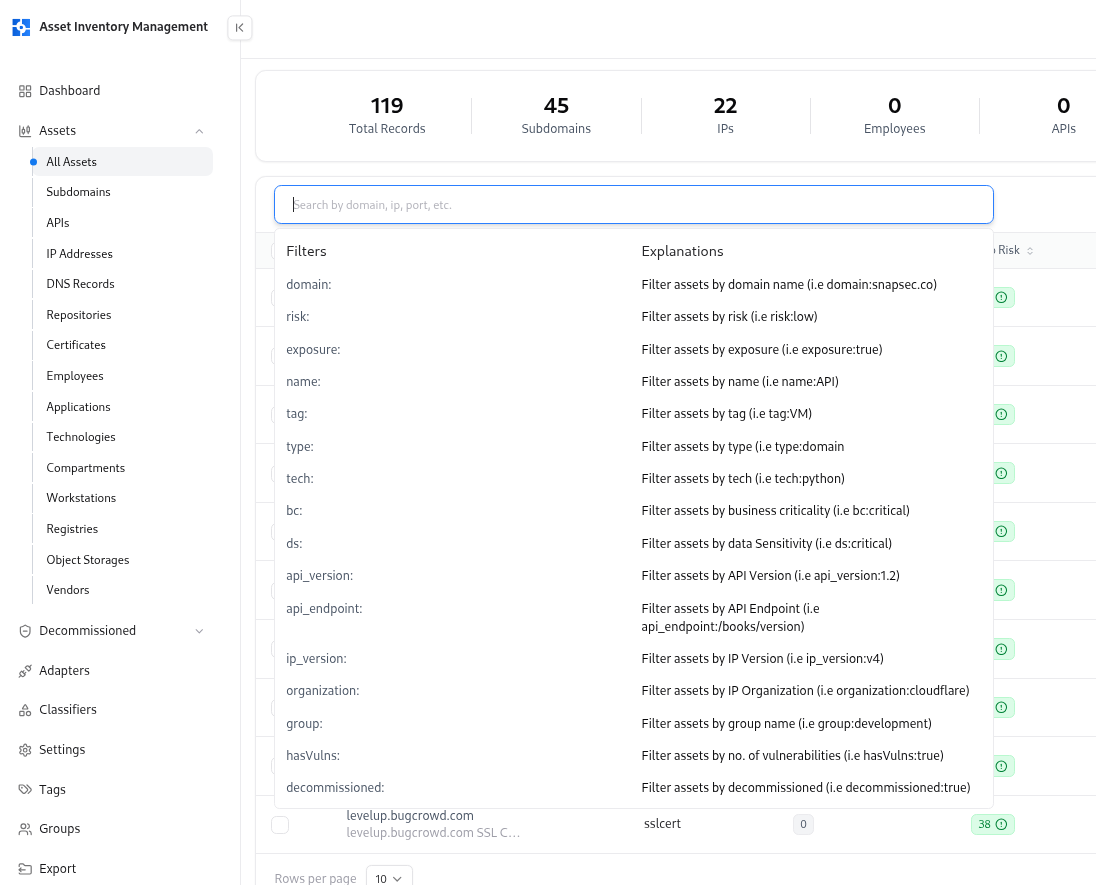 Asset Inventory Management
Dashboard
Assets
All Assets
Subdomains
APIs
IP Addresses
DNS Records
Repositories
Certificates
Employees
Applications
Technologies
Compartments
Workstations
Registries
Object Storages
Vendors
Decommissioned
Adapters
Classifiers
Settings
Tags
Groups
Export
119 45 22 0 0
Total Records Subdomains IPs Employees APIs
Search by domain, ip, port, etc.
Risk
Filters Explanations
domain: Filter assets by domain name (i.e domain:snapsec.co)
risk: Filter assets by risk (i.e risk:low)
exposure: Filter assets by exposure (i.e exposure:true)
name: Filter assets by name (i.e name:API)
tag: Filter assets by tag (i.e tag:VM)
type: Filter assets by type (i.e type:domain
tech: Filter assets by tech (i.e tech:python)
bc: Filter assets by business criticality (i.e bc:critical)
ds: Filter assets by data Sensitivity (i.e ds:critical)
api_version: Filter assets by API Version (i.e api_version:1.2)
api_endpoint: Filter assets by API Endpoint (i.e
api_endpoint:/books/version)
ip_version: Filter assets by IP Version (i.e ip_version:v4)
organization: Filter assets by IP Organization (i.e organization:cloudflare)
group: Filter assets by group name (i.e group:development)
hasVulns: Filter assets by no. of vulnerabilities (i.e hasVulns:true)
decommissioned: Filter assets by decommissioned (i.e decommissioned:true)
levelup.bugcrowd.com sslcert 0 38
levelup.bugcrowd.com SSL C...
Rows per page 10